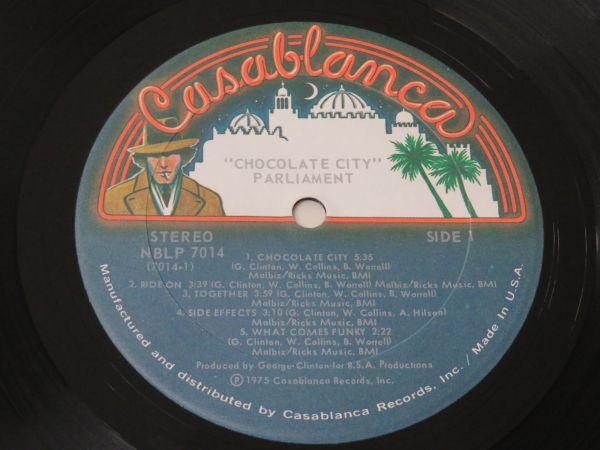 Casablanca
"CHOCOLATE CITY"
PARLIAMENT
STEREO
NBLP 7014
(7014-1)
SIDE 1
1. CHOCOLATE CITY 5:35
(G. Clinton, W. Collins, B. Worrell)
Malbiz/Ricks Music, BMI
2. RIDE ON 3:39 (G. Clinton, W. Collins, B. Worrell) Malbiz/Ricks Music, BMI
3. TOGETHER 3:59 (G. Clinton, W. Collins, B. Worrell)
Malbiz/Ricks Music, BMI
4. SIDE EFFECTS 3:10 (G. Clinton, W. Collins, A. Hilson)
Malbiz/Ricks Music, BMI
5. WHAT COMES FUNKY 2:22
(G. Clinton, W. Collins, B. Worrell)
Malbiz/Ricks Music, BMI
Produced by George Clinton for R.S.A. Productions
Ⓟ 1975 Casablanca Records, Inc.
Manufactured and distributed by Casablanca Records, Inc. / Made In U.S.A.